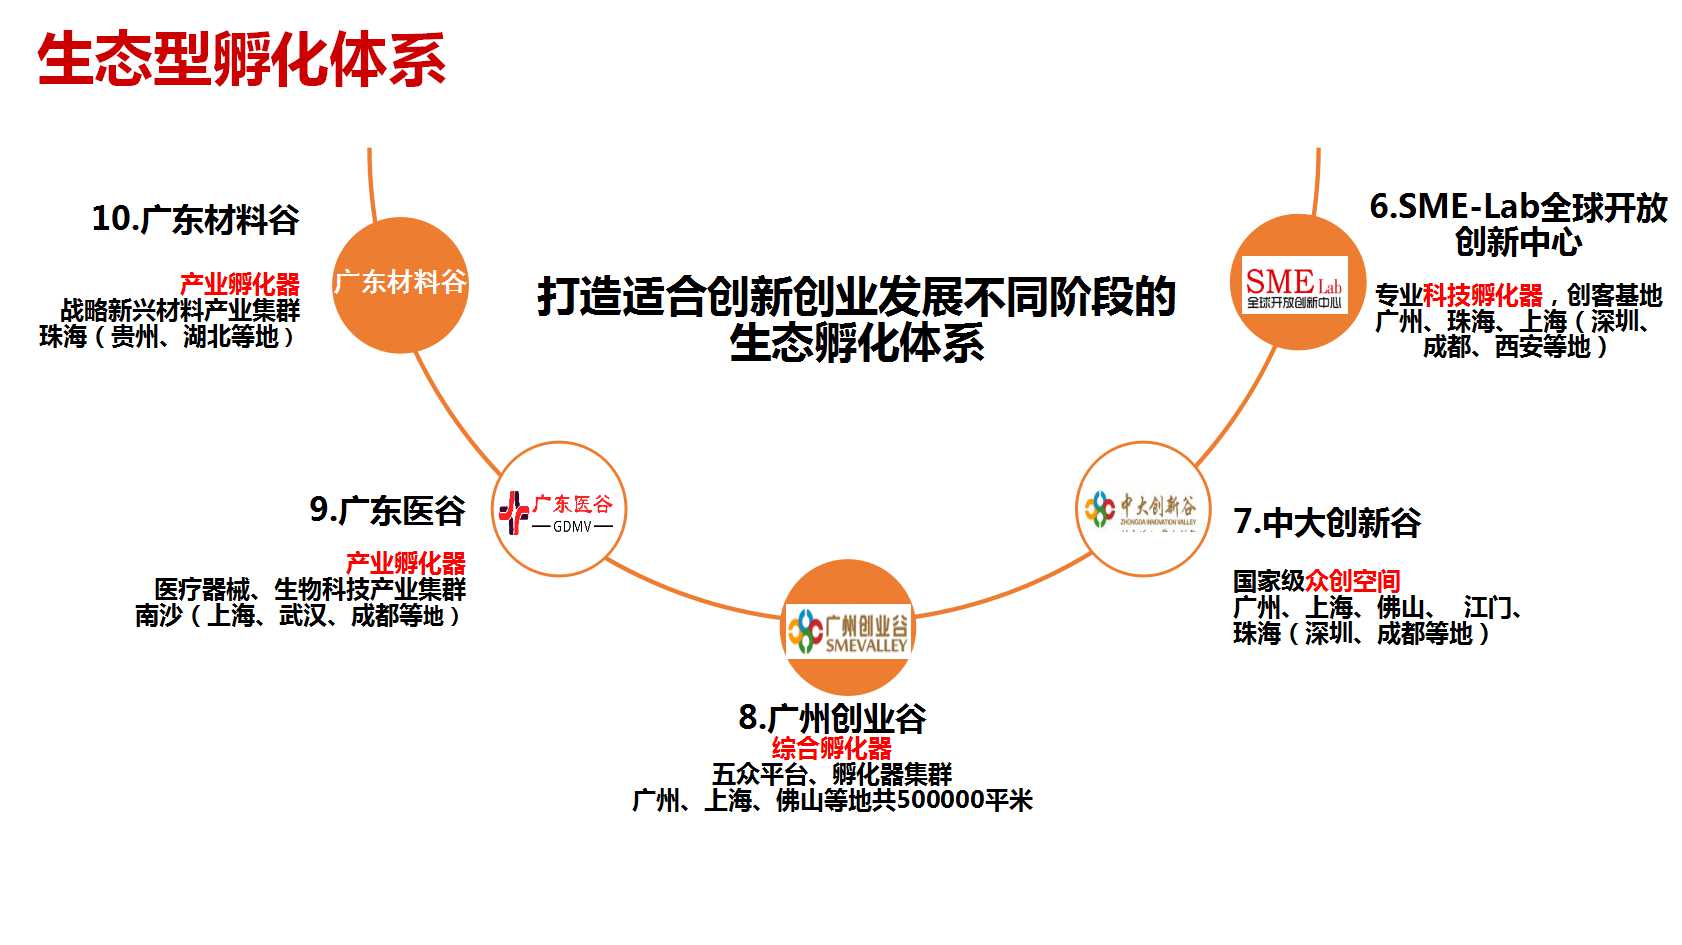 生态型孵化体系
打造适合创新创业发展不同阶段的
生态孵化体系
6.SME-Lab全球开放
创新中心
专业科技孵化器，创客基地
广州、珠海、上海（深圳、
成都、西安等地）
SME Lab
全球开放创新中心
7.中大创新谷
国家级众创空间
广州、上海、佛山、 江门、
珠海（深圳、成都等地）
中大创新谷
ZHONGDA INNOVATION VALLEY
广州创业谷
SMEVALLEY
8.广州创业谷
综合孵化器
五众平台、孵化器集群
广州、上海、佛山等地共500000平米
9.广东医谷
产业孵化器
医疗器械、生物科技产业集群
南沙（上海、武汉、成都等地）
广东医谷
GDMV
10.广东材料谷
产业孵化器
战略新兴材料产业集群
珠海（贵州、湖北等地）
广东材料谷